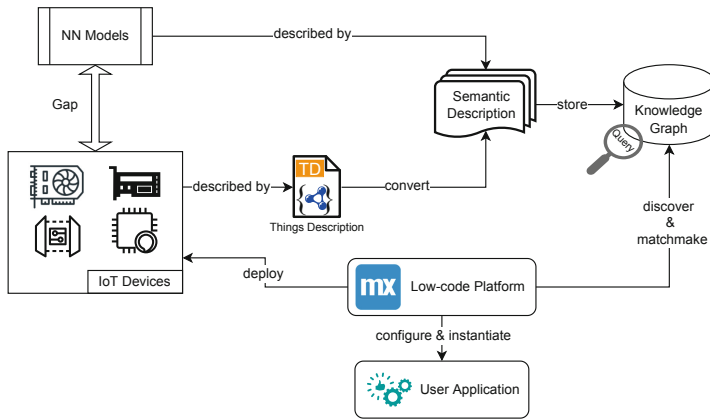 NN Models
described by
Gap
Semantic
Description
store
Knowledge
Graph
Query
described by
TD
convert
Things Description
discover
&
matchmake
IoT Devices
deploy
mx
Low-code Platform
configure & instantiate
User Application